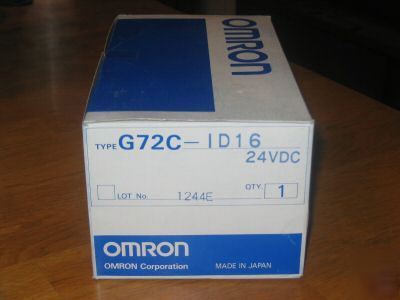 OMRON
TYPE G72C-ID16
24VDC
LOT No. 1244E QTY. 1
OMRON
OMRON Corporation MADE IN JAPAN